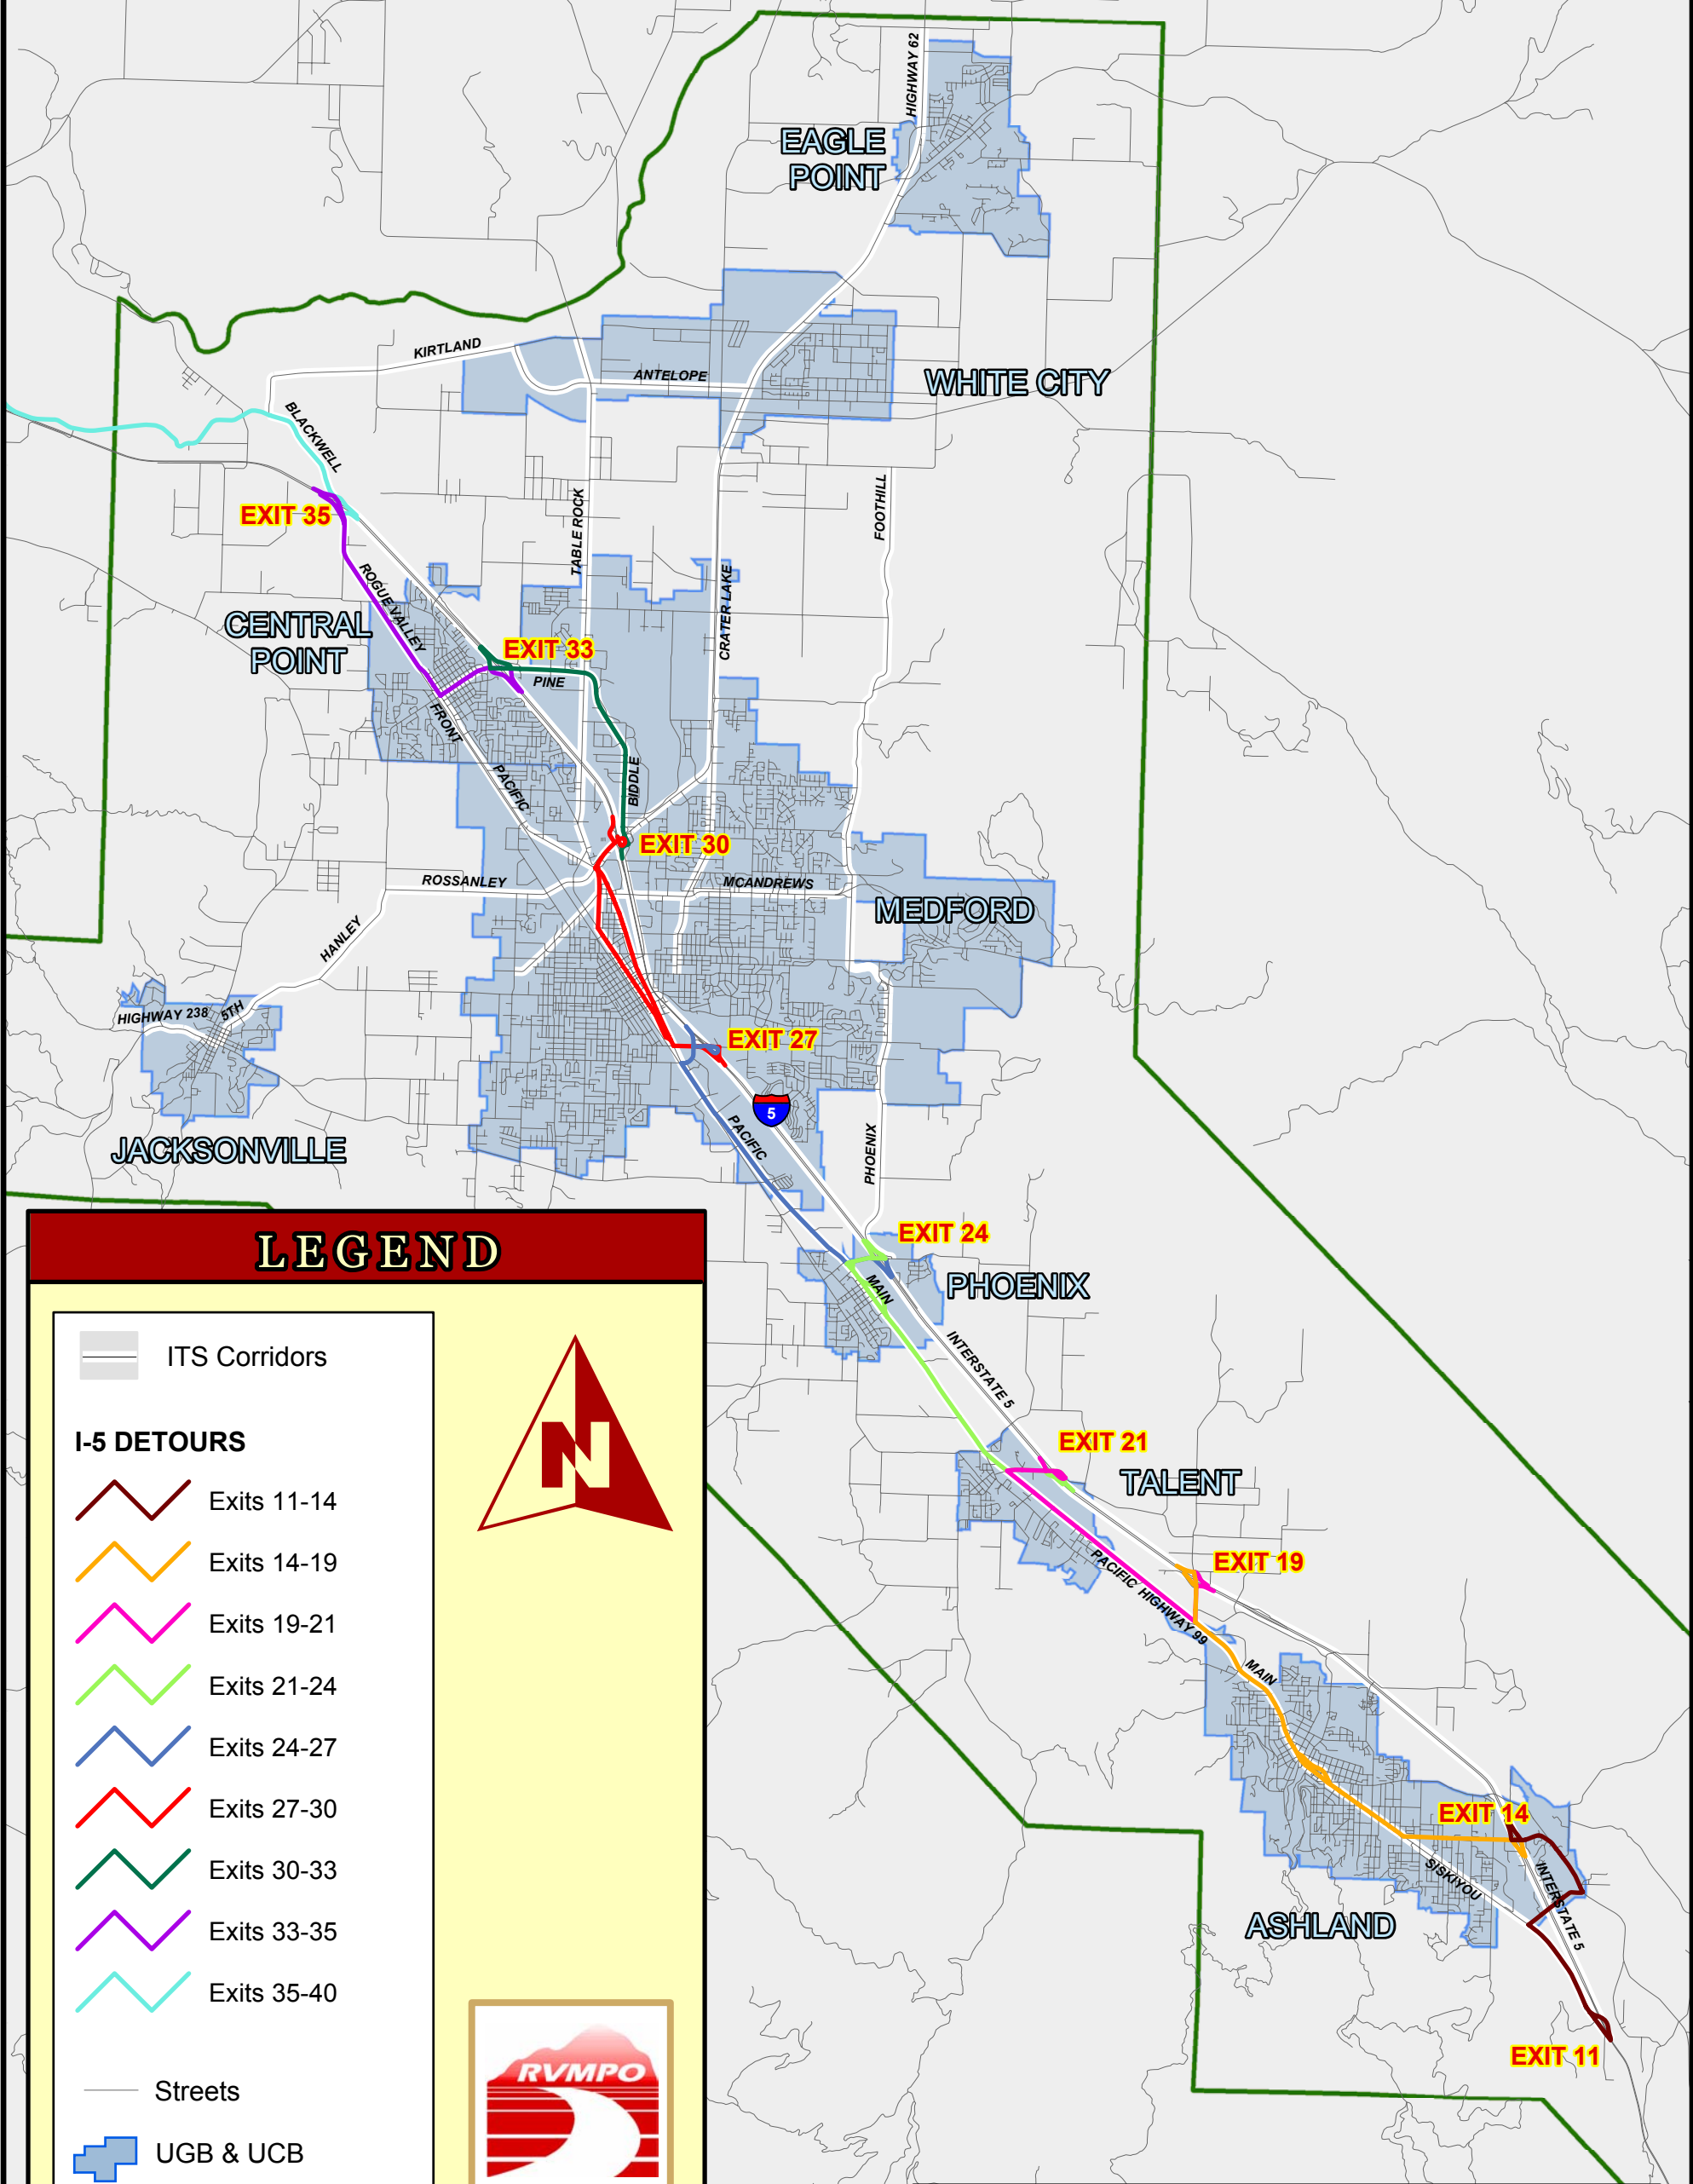 HIGHWAY 62
EAGLE
POINT
KIRTLAND
ANTELOPE
WHITE CITY
BLACKWELL
EXIT 35
TABLE ROCK
FOOTHILL
ROGUE VALLEY
CRATER LAKE
CENTRAL
POINT
EXIT 33
PINE
FRONT
PACIFIC
BIDDLE
EXIT 30
ROSSANLEY
MCANDREWS
MEDFORD
HANLEY
HIGHWAY 238
5TH
EXIT 27
5
PACIFIC
PHOENIX
JACKSONVILLE
EXIT 24
MAIN
PHOENIX
INTERSTATE 5
EXIT 21
TALENT
EXIT 19
PACIFIC HIGHWAY 99
MAIN
EXIT 14
SISKIYOU
INTERSTATE 5
ASHLAND
EXIT 11
LEGEND
ITS Corridors
N
I-5 DETOURS
Exits 11-14
Exits 14-19
Exits 19-21
Exits 21-24
Exits 24-27
Exits 27-30
Exits 30-33
Exits 33-35
Exits 35-40
Streets
UGB & UCB
RVMPO